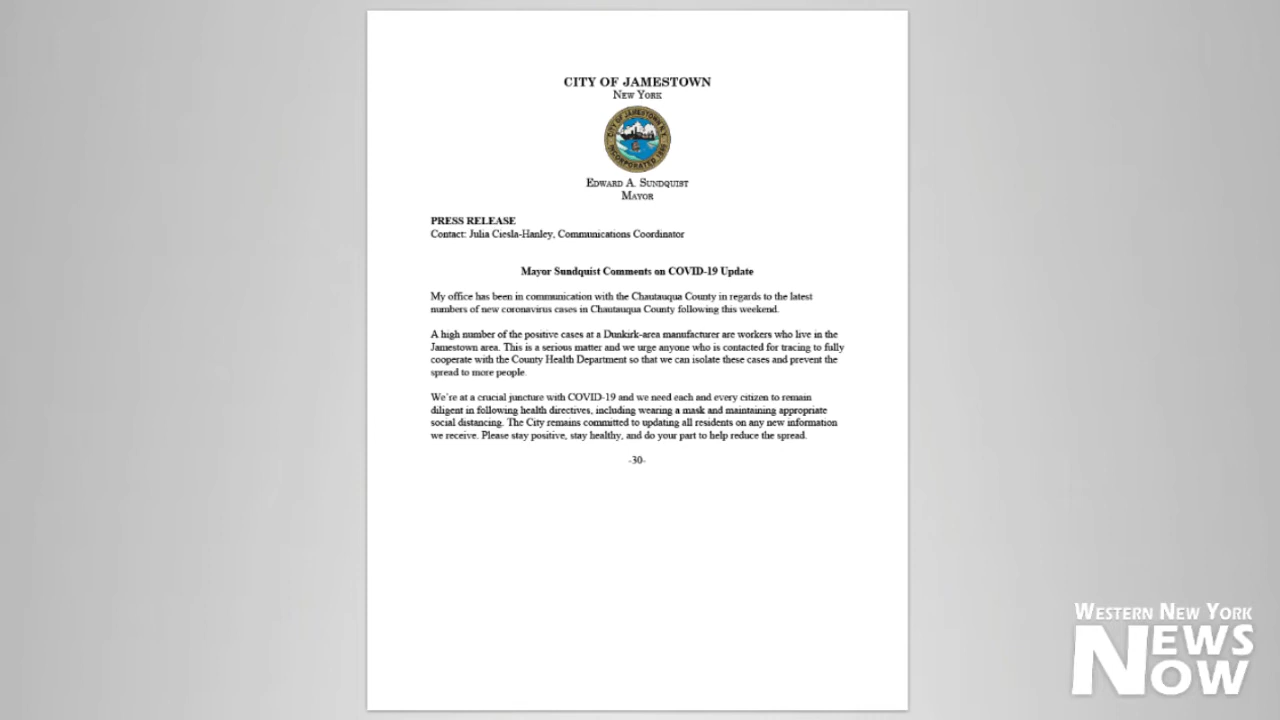 CITY OF JAMESTOWN
NEW YORK
CITY OF JAMESTOWN N.Y.
INCORPORATED 1886
EDWARD A. SUNDQUIST
MAYOR
PRESS RELEASE
Contact: Julia Ciesla-Hanley, Communications Coordinator
Mayor Sundquist Comments on COVID-19 Update
My office has been in communication with the Chautauqua County in regards to the latest
numbers of new coronavirus cases in Chautauqua County following this weekend.
A high number of the positive cases at a Dunkirk-area manufacturer are workers who live in the
Jamestown area. This is a serious matter and we urge anyone who is contacted for tracing to fully
cooperate with the County Health Department so that we can isolate these cases and prevent the
spread to more people.
We're at a crucial juncture with COVID-19 and we need each and every citizen to remain
diligent in following health directives, including wearing a mask and maintaining appropriate
social distancing. The City remains committed to updating all residents on any new information
we receive. Please stay positive, stay healthy, and do your part to help reduce the spread.
-30-
WESTERN NEW YORK
NEWS
NOW